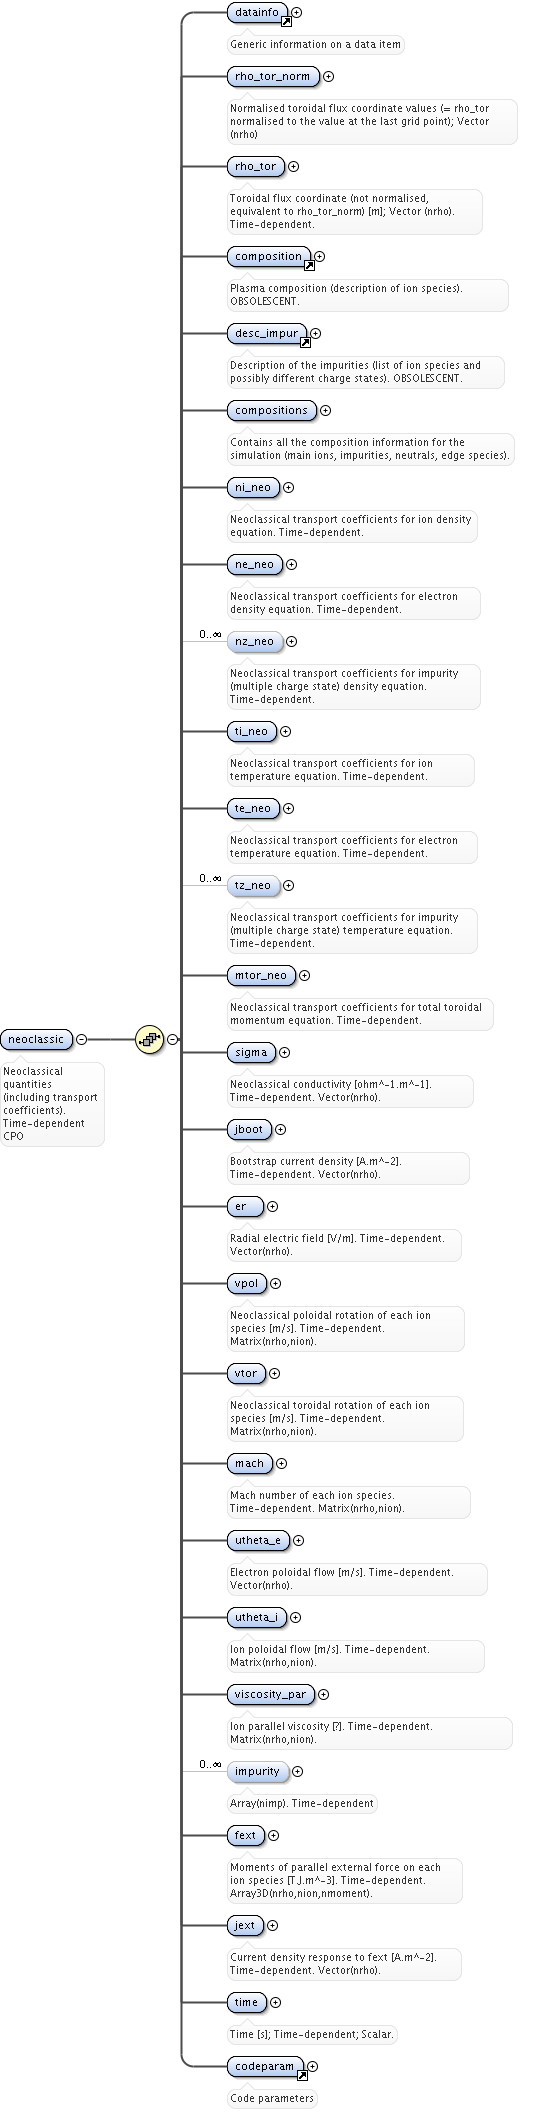 datainfo
Generic information on a data item
rho_tor_norm
Normalised toroidal flux coordinate values (= rho_tor
normalised to the value at the last grid point); Vector
(nrho)
rho_tor
Toroidal flux coordinate (not normalised,
equivalent to rho_tor_norm) [m]; Vector (nrho).
Time-dependent.
composition
Plasma composition (description of ion species).
OBSOLESCENT.
desc_impur
Description of the impurities (list of ion species and
possibly different charge states). OBSOLESCENT.
compositions
Contains all the composition information for the
simulation (main ions, impurities, neutrals, edge species).
ni_neo
Neoclassical transport coefficients for ion density
equation. Time-dependent.
ne_neo
Neoclassical transport coefficients for electron
density equation. Time-dependent.
0..∞
nz_neo
Neoclassical transport coefficients for impurity
(multiple charge state) density equation.
Time-dependent.
ti_neo
Neoclassical transport coefficients for ion
temperature equation. Time-dependent.
te_neo
Neoclassical transport coefficients for electron
temperature equation. Time-dependent.
0..∞
tz_neo
Neoclassical transport coefficients for impurity
(multiple charge state) temperature equation.
Time-dependent.
mtor_neo
Neoclassical transport coefficients for total toroidal
momentum equation. Time-dependent.
neoclassic
Neoclassical
quantities
(including transport
coefficients).
Time-dependent
CPO
sigma
Neoclassical conductivity [ohm^-1.m^-1].
Time-dependent. Vector(nrho).
jboot
Bootstrap current density [A.m^-2].
Time-dependent. Vector(nrho).
er
Radial electric field [V/m]. Time-dependent.
Vector(nrho).
vpol
Neoclassical poloidal rotation of each ion
species [m/s]. Time-dependent.
Matrix(nrho,nion).
vtor
Neoclassical toroidal rotation of each ion
species [m/s]. Time-dependent.
Matrix(nrho,nion).
mach
Mach number of each ion species.
Time-dependent. Matrix(nrho,nion).
utheta_e
Electron poloidal flow [m/s]. Time-dependent.
Vector(nrho).
utheta_i
Ion poloidal flow [m/s]. Time-dependent.
Matrix(nrho,nion).
viscosity_par
Ion parallel viscosity [?]. Time-dependent.
Matrix(nrho,nion).
0..∞
impurity
Array(nimp). Time-dependent
fext
Moments of parallel external force on each
ion species [T.J.m^-3]. Time-dependent.
Array3D(nrho,nion,nmoment).
jext
Current density response to fext [A.m^-2].
Time-dependent. Vector(nrho).
time
Time [s]; Time-dependent; Scalar.
codeparam
Code parameters